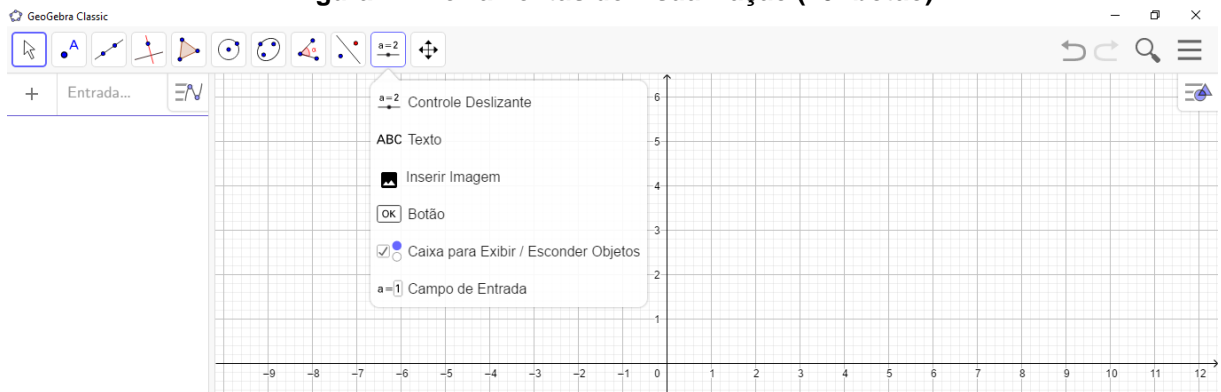 GeoGebra Classic
A
α
a=2
+ Entrada...
a=2 Controle Deslizante
ABC Texto
Inserir Imagem
OK Botão
Caixa para Exibir / Esconder Objetos
a=1 Campo de Entrada
6
5
4
3
2
1
-9 -8 -7 -6 -5 -4 -3 -2 -1 0 1 2 3 4 5 6 7 8 9 10 11 12